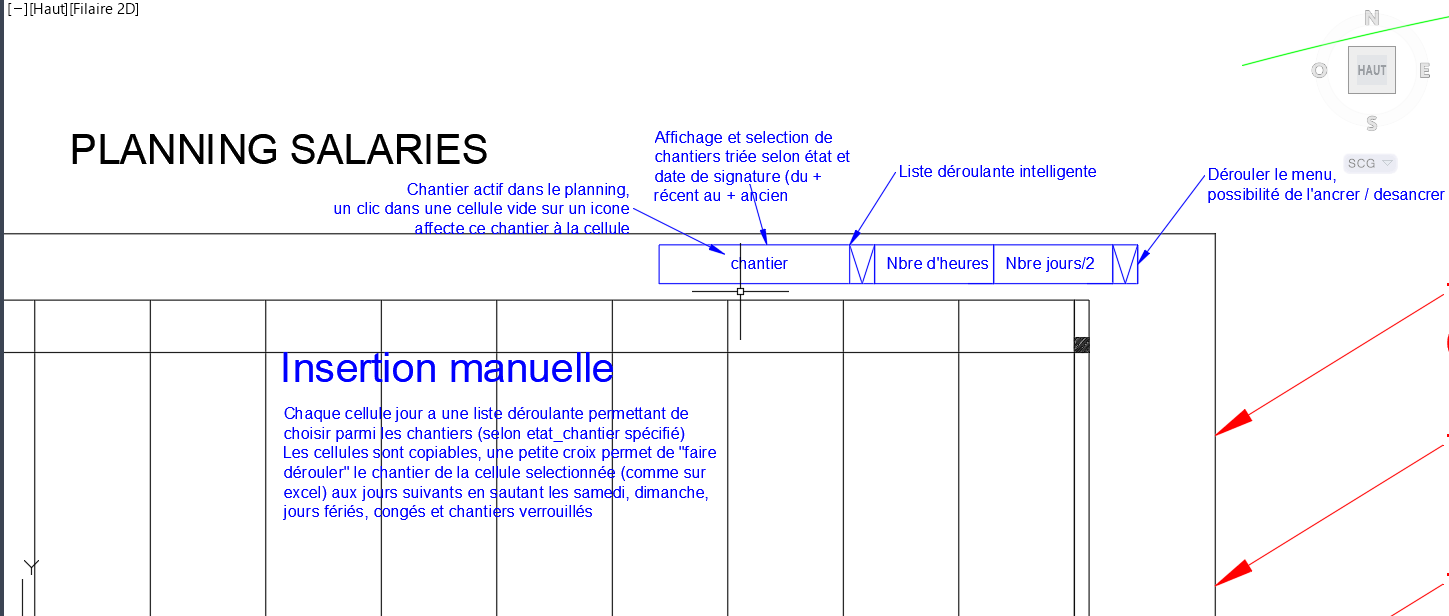 [−][Haut][Filaire 2D]
N
O
HAUT
E
S
SCG
PLANNING SALARIES
Affichage et selection de
chantiers triée selon état et
date de signature (du +
récent au + ancien
Liste déroulante intelligente
Dérouler le menu,
possibilité de l'ancrer / desancrer
Chantier actif dans le planning,
un clic dans une cellule vide sur un icone
affecte ce chantier à la cellule
chantier
Nbre d'heures
Nbre jours/2
Insertion manuelle
Chaque cellule jour a une liste déroulante permettant de
choisir parmi les chantiers (selon etat_chantier spécifié)
Les cellules sont copiables, une petite croix permet de "faire
dérouler" le chantier de la cellule selectionnée (comme sur
excel) aux jours suivants en sautant les samedi, dimanche,
jours fériés, congés et chantiers verrouillés
Y